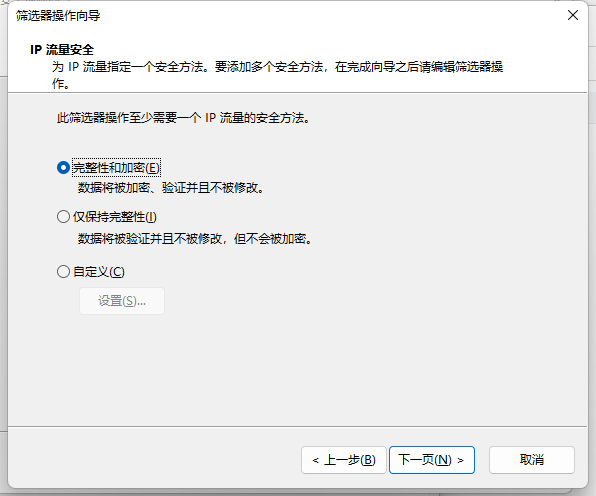 筛选器操作向导
IP 流量安全
为 IP 流量指定一个安全方法。要添加多个安全方法，在完成向导之后请编辑筛选器操
作。
此筛选器操作至少需要一个 IP 流量的安全方法。
完整性和加密(E)
数据将被加密、验证并且不被修改。
仅保持完整性(I)
数据将被验证并且不被修改，但不会被加密。
自定义(C)
设置(S)...
< 上一步(B)
下一页(N) >
取消